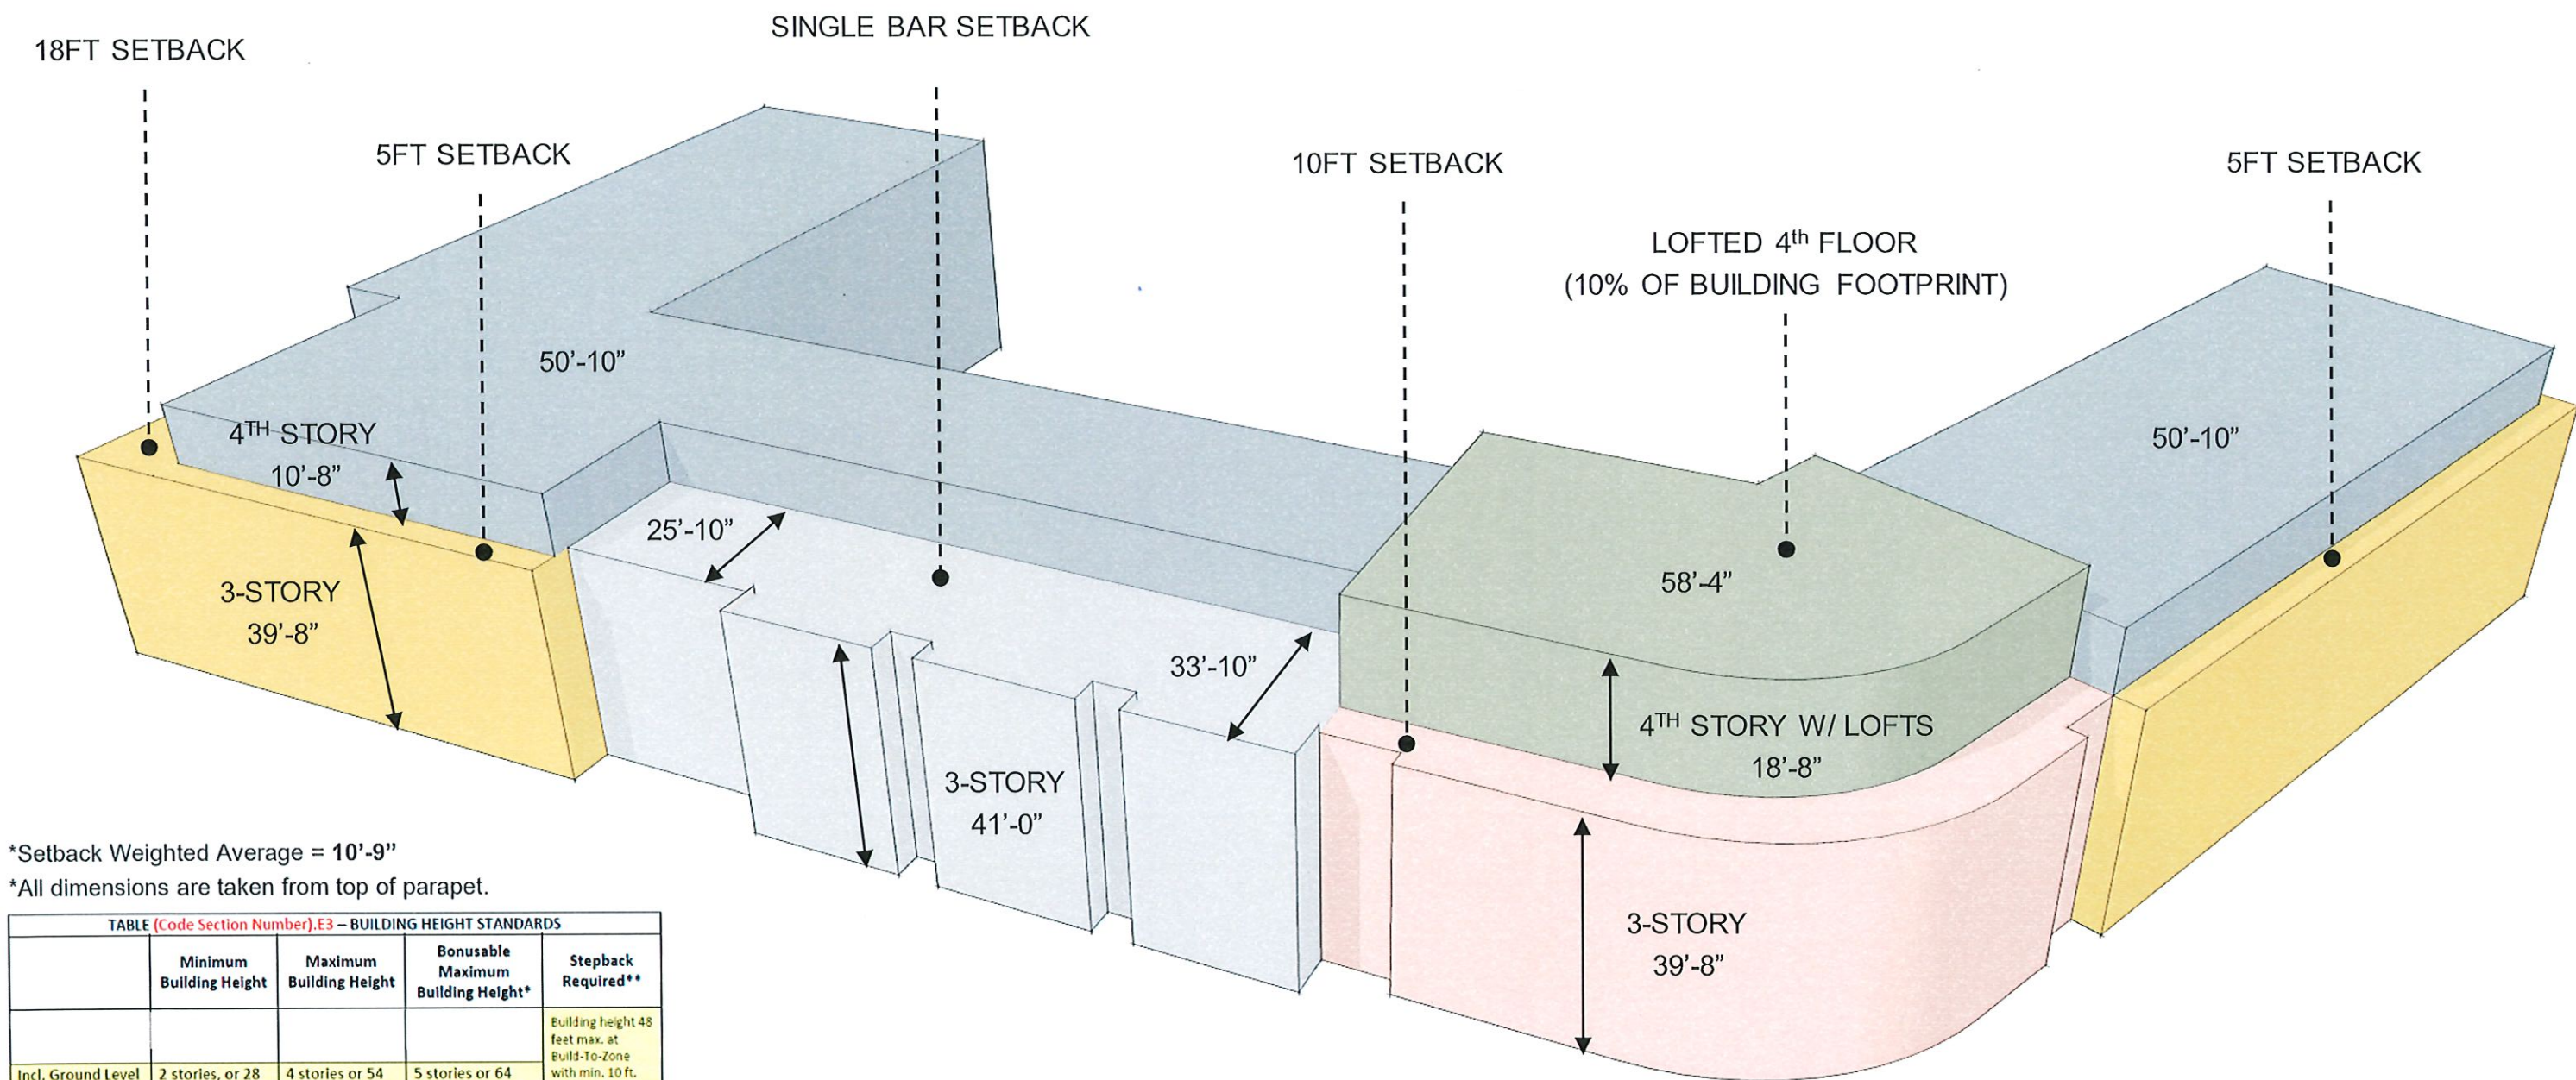 SINGLE BAR SETBACK
18FT SETBACK
5FT SETBACK
10FT SETBACK
5FT SETBACK
LOFTED 4th FLOOR
(10% OF BUILDING FOOTPRINT)
50’-10”
50’-10”
4TH STORY
10’-8”
25’-10”
58’-4”
3-STORY
39’-8”
33’-10”
4TH STORY W/ LOFTS
18’-8”
3-STORY
41’-0”
3-STORY
39’-8”
*Setback Weighted Average = 10’-9”
*All dimensions are taken from top of parapet.
TABLE (Code Section Number).E3 – BUILDING HEIGHT STANDARDS
Minimum
Building Height
Maximum
Building Height
Bonusable
Maximum
Building Height*
Stepback
Required**
Building height 48
feet max. at
Build-To-Zone
with min. 10 ft.
Incl. Ground Level
2 stories, or 28
4 stories or 54
5 stories or 64